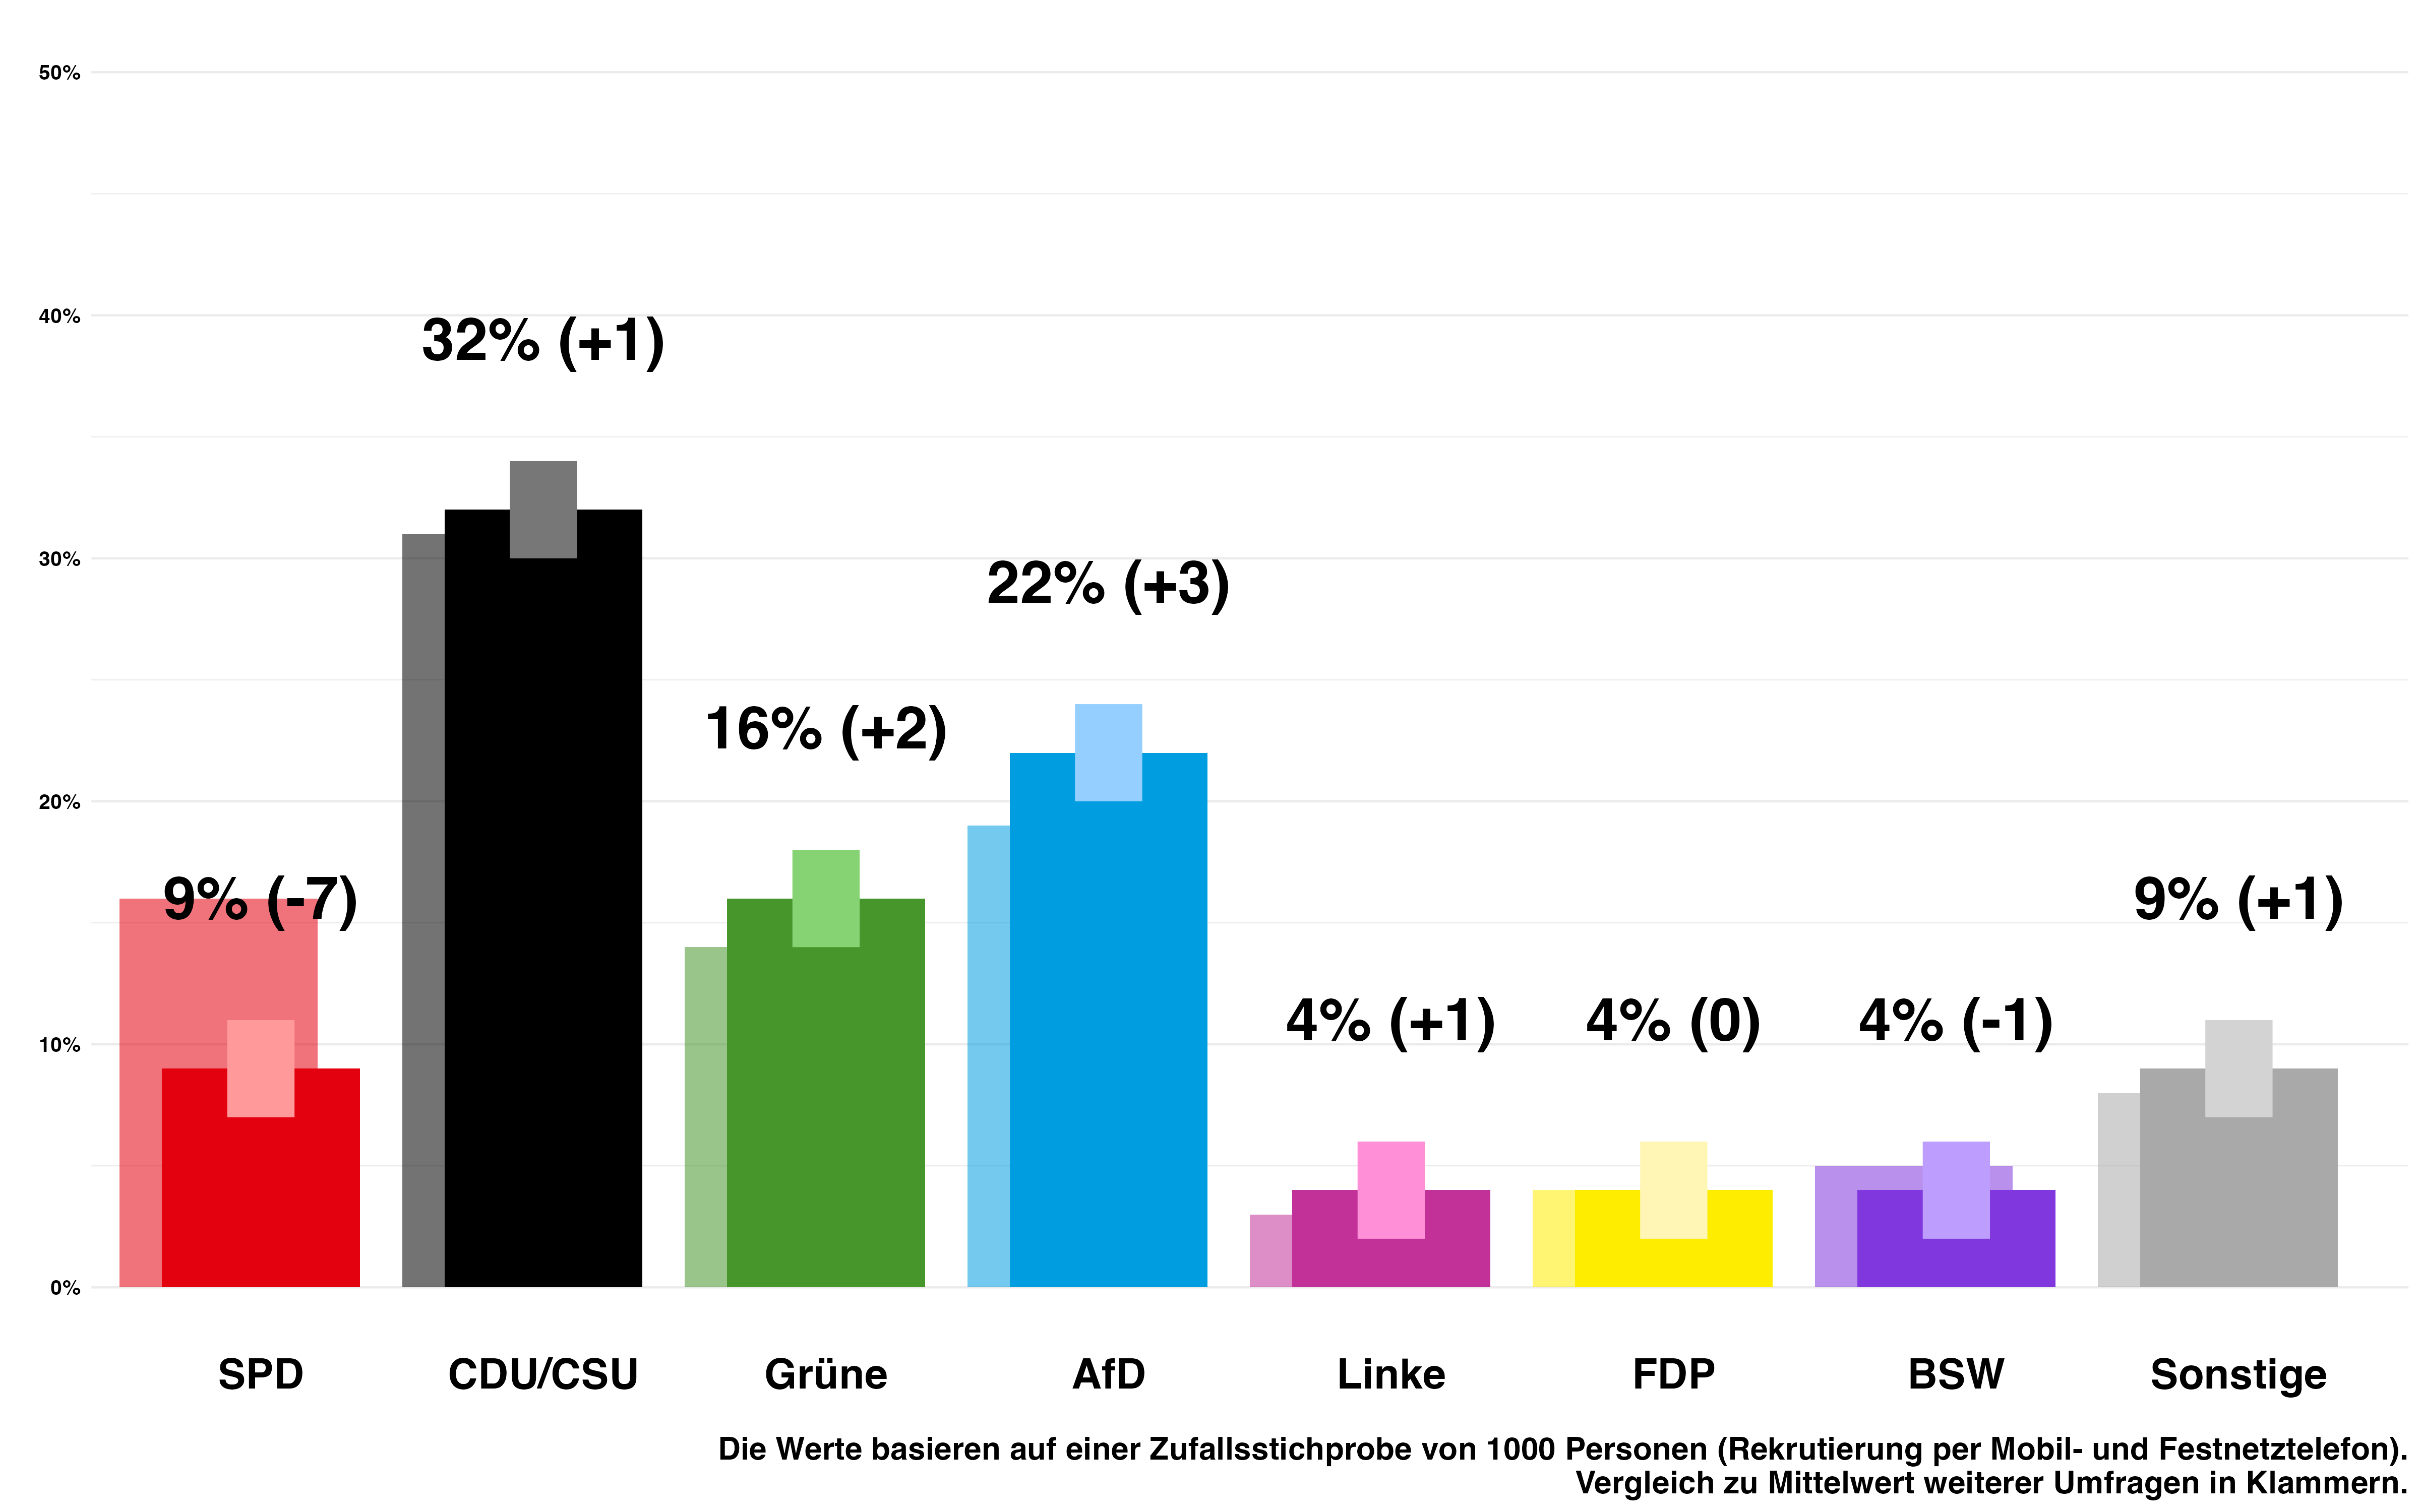 50%
40%
30%
20%
10%
0%
9% (-7)
32% (+1)
16% (+2)
22% (+3)
4% (+1)
4% (0)
4% (-1)
9% (+1)
SPD
CDU/CSU
Grüne
AfD
Linke
FDP
BSW
Sonstige
Die Werte basieren auf einer Zufallsstichprobe von 1000 Personen (Rekrutierung per Mobil- und Festnetztelefon).
Vergleich zu Mittelwert weiterer Umfragen in Klammern.